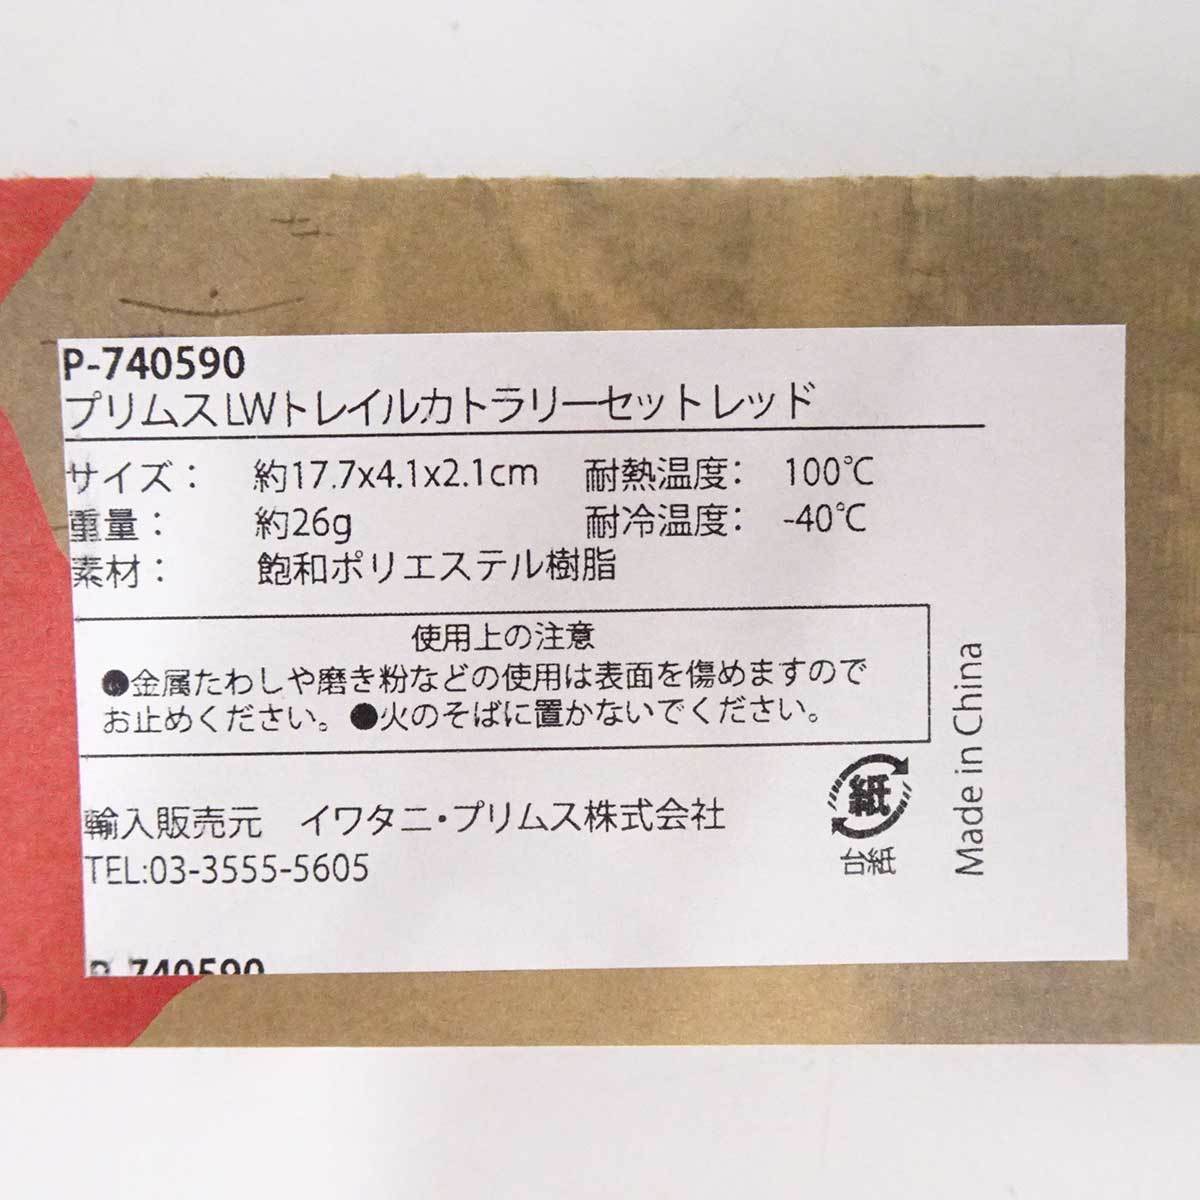 P-740590
プリムスLWトレイルカトラリーセットレッド
サイズ： 約17.7x4.1x2.1cm 耐熱温度： 100℃
重量： 約26g 耐冷温度： -40℃
素材： 飽和ポリエステル樹脂
使用上の注意
●金属たわしや磨き粉などの使用は表面を傷めますので
お止めください。●火のそばに置かないでください。
輸入販売元 イワタニ・プリムス株式会社
TEL:03-3555-5605
紙
台紙
Made in China
P-740590